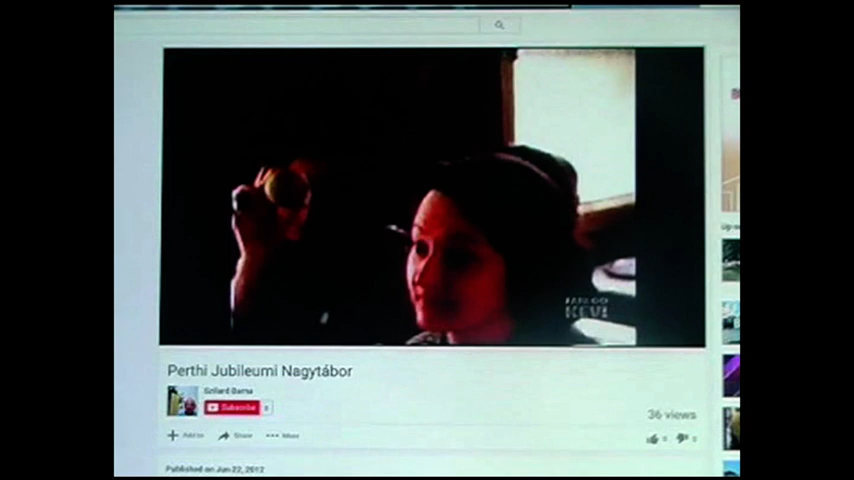 Perthi Jubileumi Nagytábor
Szilard Barna
Subscribe
36 views
Add to Share More
Published on Jun 22, 2012